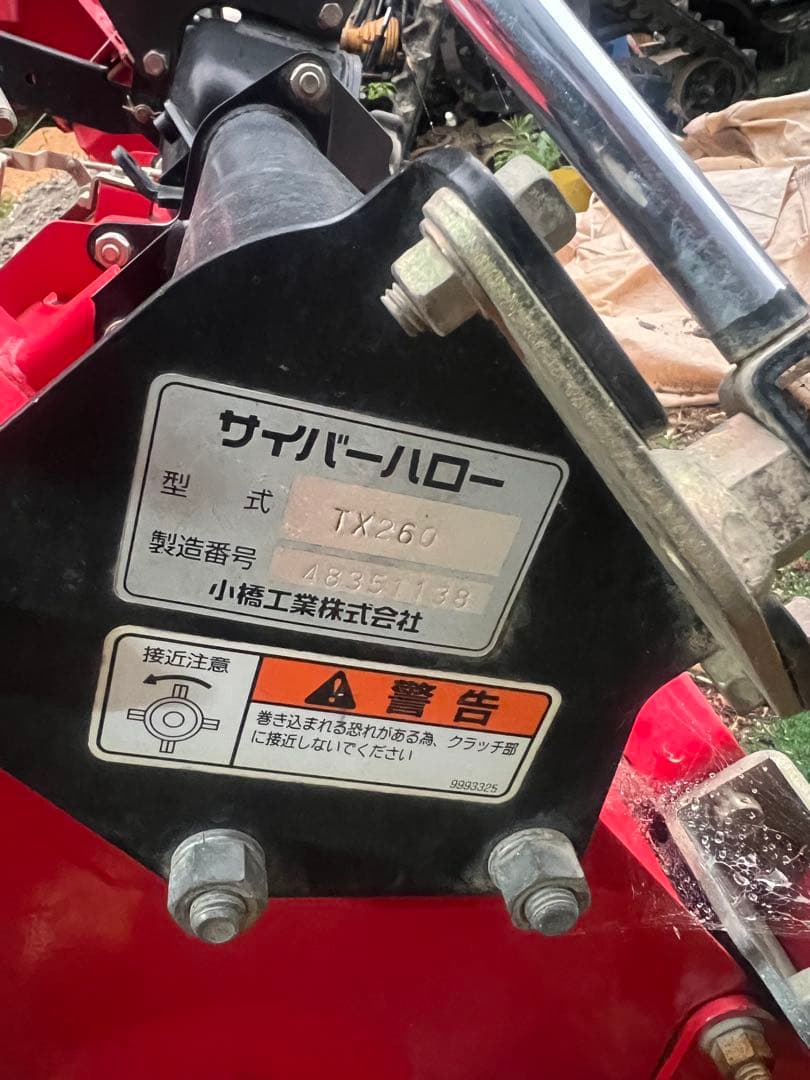 サイバーハロー
型 式 TX260
製造番号 48351138
小橋工業株式会社
接近注意
警告
巻き込まれる恐れがある為、クラッチ部
に接近しないでください
9993325